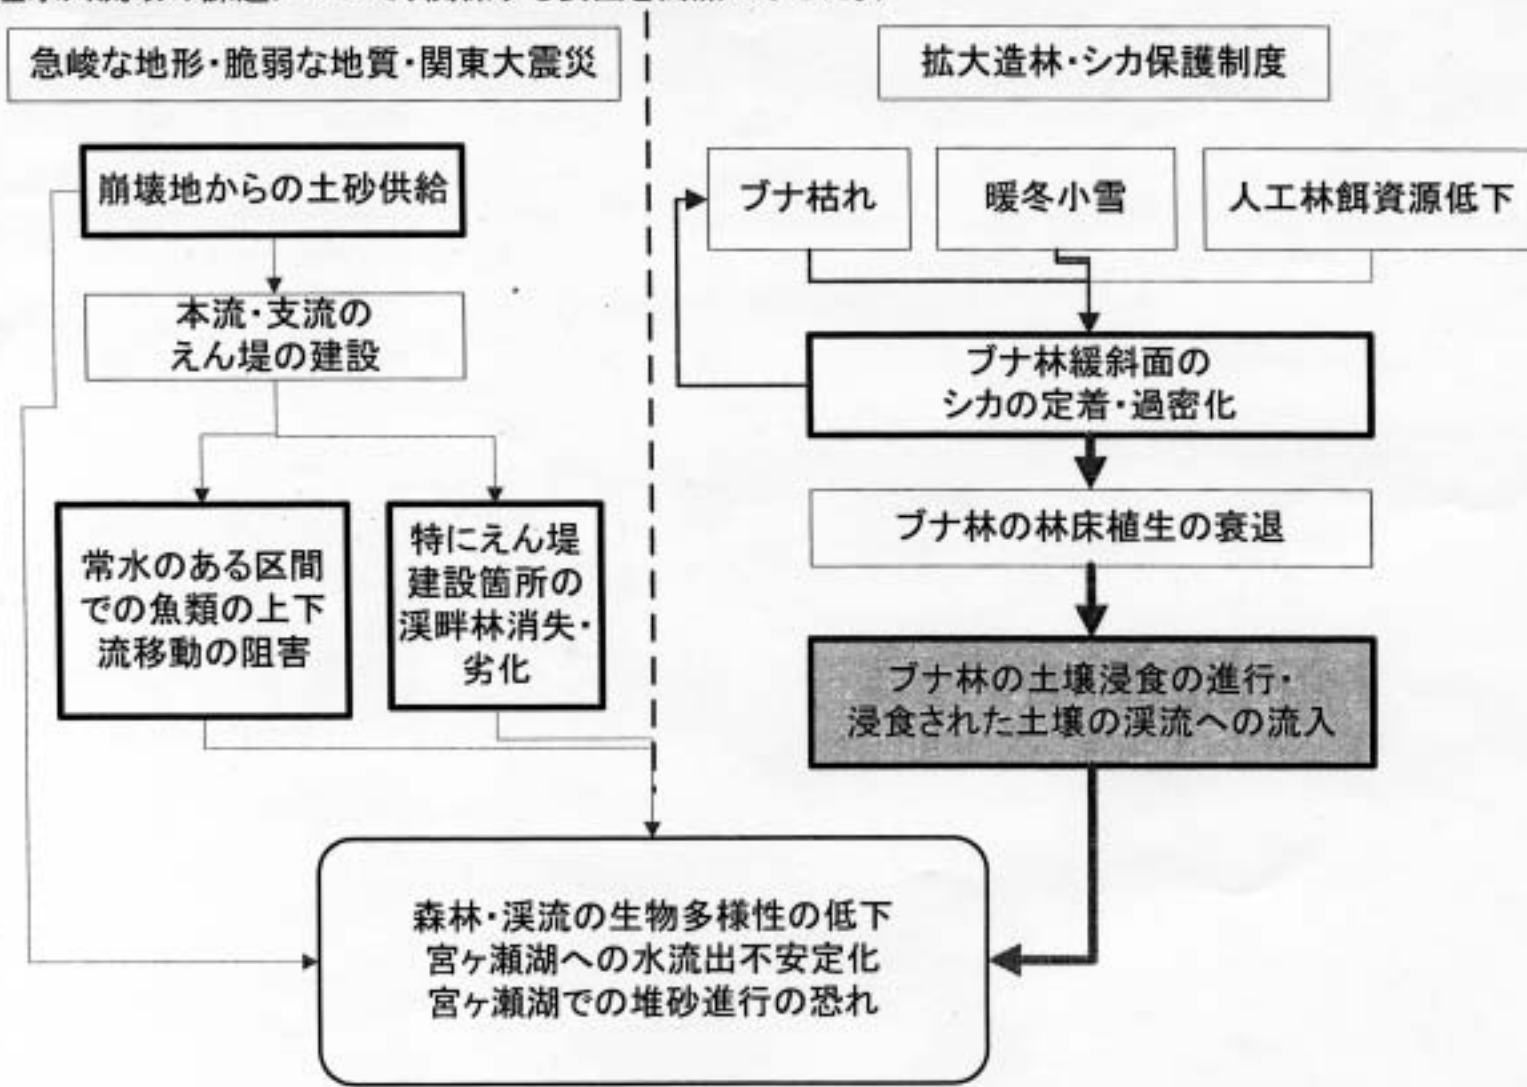 急峻な地形・脆弱な地質・関東大震災
崩壊地からの土砂供給
本流・支流の
えん堤の建設
常水のある区間
での魚類の上下
流移動の阻害
特にえん堤
建設箇所の
渓畔林消失・
劣化
拡大造林・シカ保護制度
ブナ枯れ
暖冬小雪
人工林餌資源低下
ブナ林緩斜面の
シカの定着・過密化
ブナ林の林床植生の衰退
ブナ林の土壌浸食の進行・
浸食された土壌の渓流への流入
森林・渓流の生物多様性の低下
宮ヶ瀬湖への水流出不安定化
宮ヶ瀬湖での堆砂進行の恐れ